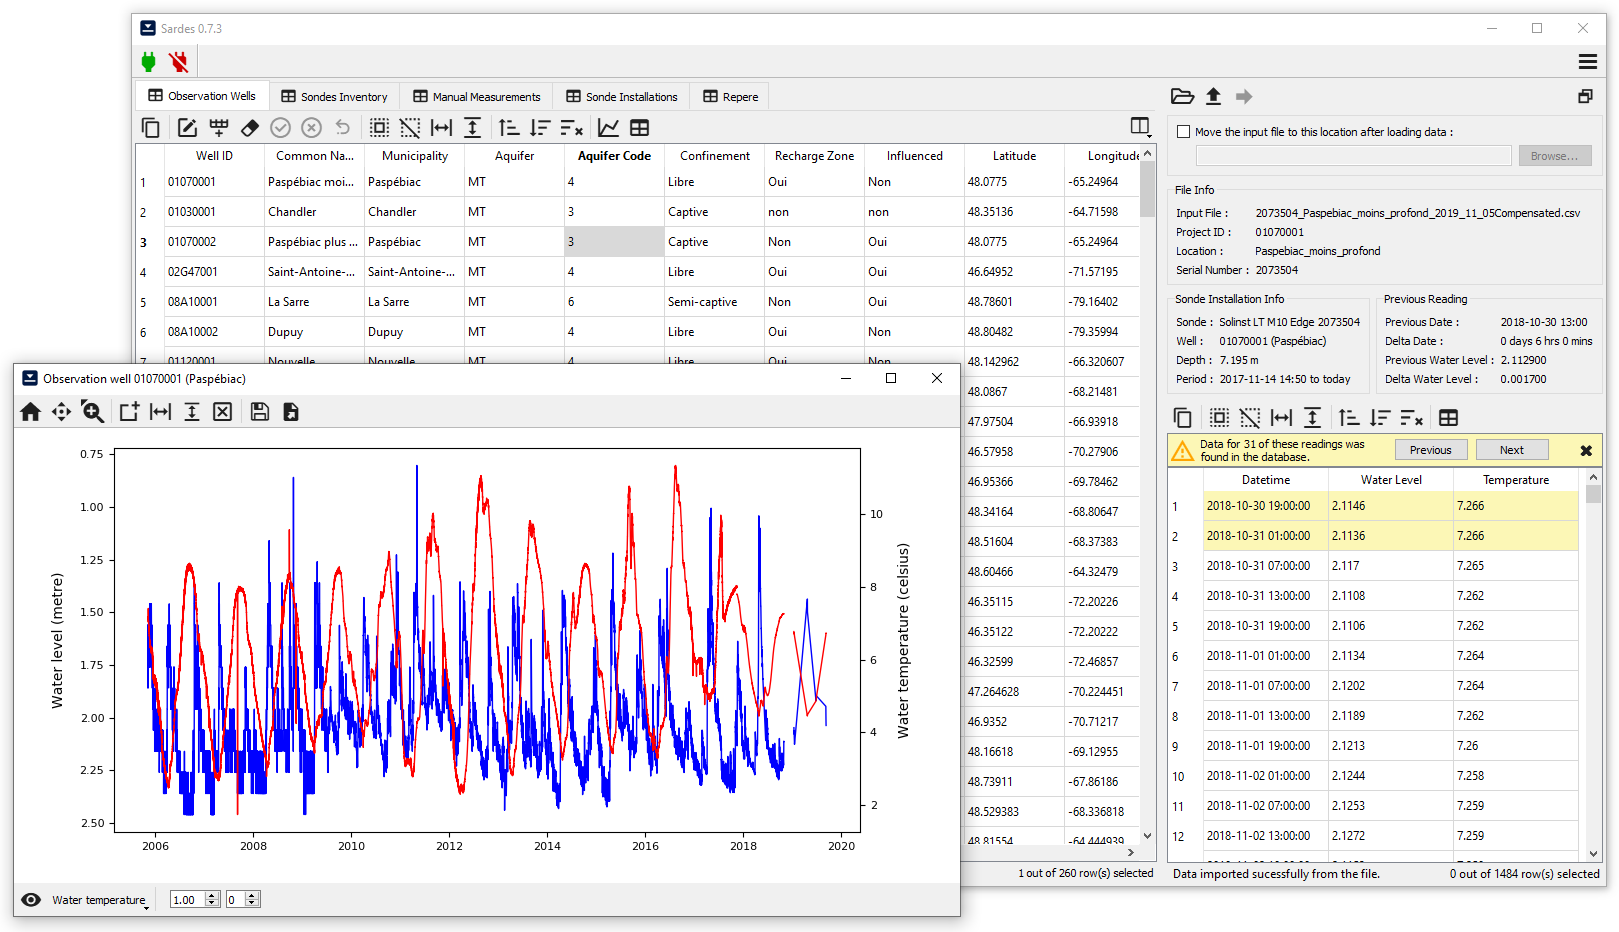 Sardes 0.7.3
Observation Wells
Sondes Inventory
Manual Measurements
Sonde Installations
Repere
Well ID Common Na... Municipality Aquifer Aquifer Code Confinement Recharge Zone Influenced Latitude Longitude
1 01070001 Paspébiac moi... Paspébiac MT 4 Libre Oui Non 48.0775 -65.24964
2 01030001 Chandler Chandler MT 3 Captive non non 48.35136 -64.71598
3 01070002 Paspébiac plus ... Paspébiac MT 3 Captive Non Oui 48.0775 -65.24964
4 02G47001 Saint-Antoine-... Saint-Antoine-... MT 4 Libre Oui Oui 46.64952 -71.57195
5 08A10001 La Sarre La Sarre MT 6 Semi-captive Non Oui 48.78601 -79.16402
6 08A10002 Dupuy Dupuy MT 4 Libre Oui Non 48.80482 -79.35994
7 01120001 Nouvelle Nouvelle MT 4 Libre Oui Non 48.142962 -66.320607
48.0867 -68.21481
47.97504 -66.93918
46.57958 -70.27906
46.95366 -69.78462
48.34164 -68.80647
48.51604 -68.37383
48.60466 -64.32479
46.35115 -72.20226
46.35122 -72.20222
46.32599 -72.46857
47.264628 -70.224451
46.9352 -70.71217
48.16618 -69.12955
48.73911 -67.86186
48.529383 -68.336818
48.81554 -64.444939
1 out of 260 row(s) selected
Move the input file to this location after loading data :
Browse...
File Info
Input File : 2073504_Paspebiac_moins_profond_2019_11_05Compensated.csv
Project ID : 01070001
Location : Paspebiac_moins_profond
Serial Number : 2073504
Sonde Installation Info
Sonde : Solinst LT M10 Edge 2073504
Well : 01070001 (Paspébiac)
Depth : 7.195 m
Period : 2017-11-14 14:50 to today
Previous Reading
Previous Date : 2018-10-30 13:00
Delta Date : 0 days 6 hrs 0 mins
Previous Water Level : 2.112900
Delta Water Level : 0.001700
Data for 31 of these readings was
found in the database.
Previous
Next
Datetime Water Level Temperature
1 2018-10-30 19:00:00 2.1146 7.266
2 2018-10-31 01:00:00 2.1136 7.266
3 2018-10-31 07:00:00 2.117 7.265
4 2018-10-31 13:00:00 2.1108 7.262
5 2018-10-31 19:00:00 2.1106 7.262
6 2018-11-01 01:00:00 2.1134 7.264
7 2018-11-01 07:00:00 2.1202 7.264
8 2018-11-01 13:00:00 2.1189 7.262
9 2018-11-01 19:00:00 2.1213 7.26
10 2018-11-02 01:00:00 2.1244 7.258
11 2018-11-02 07:00:00 2.1253 7.259
12 2018-11-02 13:00:00 2.1272 7.259
Data imported sucessfully from the file.
0 out of 1484 row(s) selected
Observation well 01070001 (Paspébiac)
Water level (metre)
0.75
1.00
1.25
1.50
1.75
2.00
2.25
2.50
2006 2008 2010 2012 2014 2016 2018 2020
10
8
6
4
2
Water temperature (celsius)
Water temperature
1.00
0